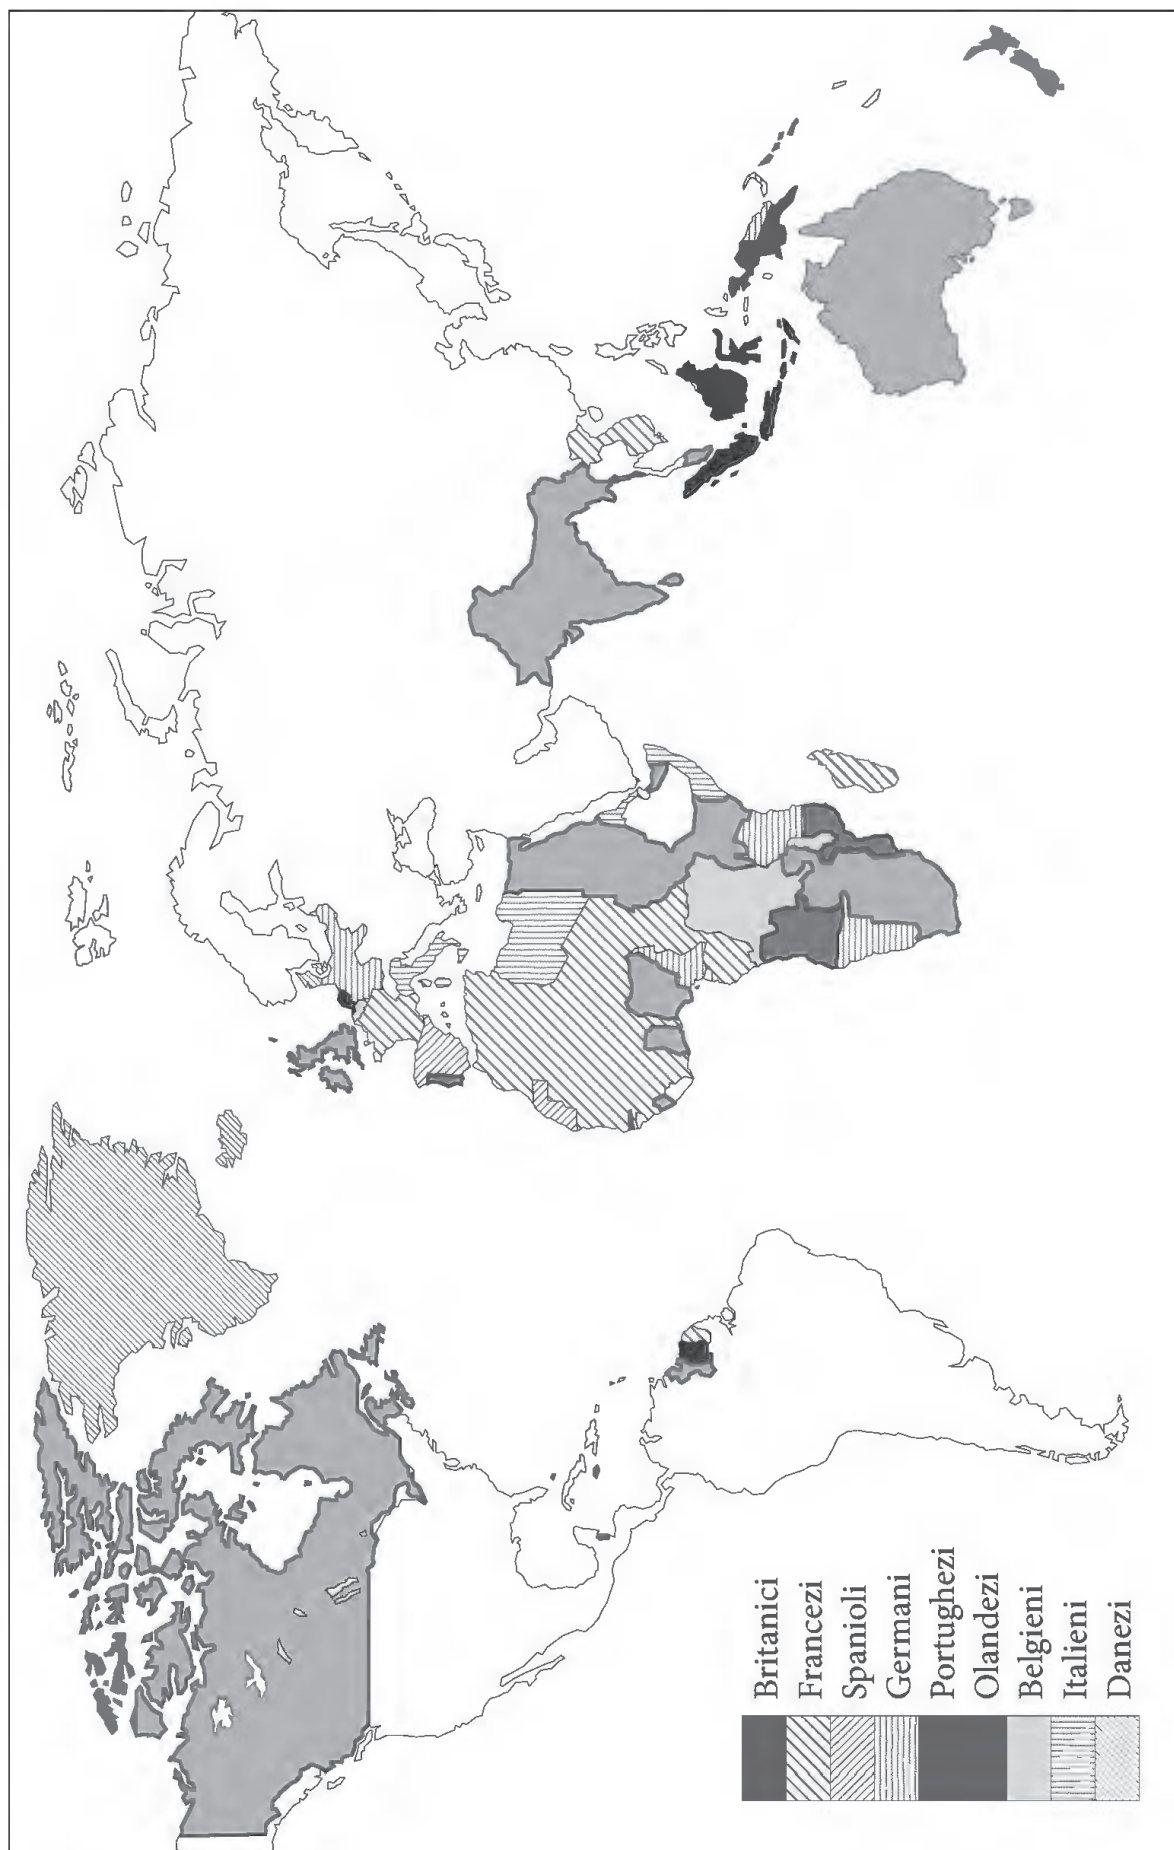 Britanici
Francezi
Spanioli
Germani
Portughezi
Olandezi
Belgieni
Italieni
Danezi